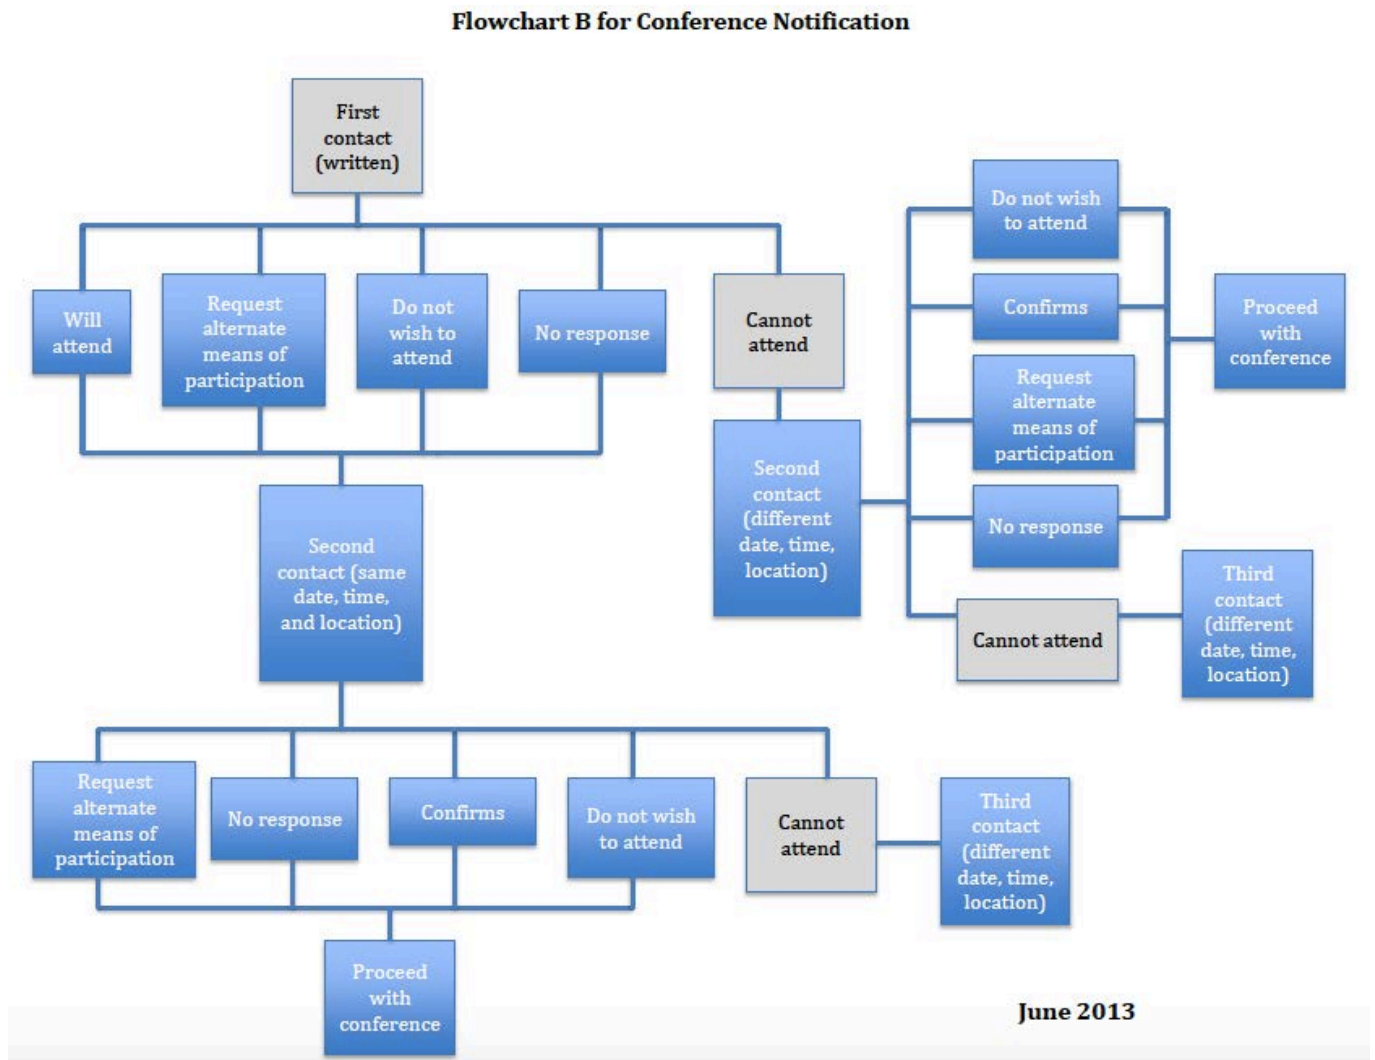 Flowchart B for Conference Notification
First
contact
(written)
Will
attend
Request
alternate
means of
participation
Do not
wish to
attend
No response
Cannot
attend
Second
contact (same
date, time,
and location)
Second
contact
(different
date, time,
location)
Do not wish
to attend
Confirms
Request
alternate
means of
participation
No response
Cannot attend
Proceed
with
conference
Third
contact
(different
date, time,
location)
Request
alternate
means of
participation
No response
Confirms
Do not wish
to attend
Cannot
attend
Third
contact
(different
date, time,
location)
Proceed
with
conference
June 2013